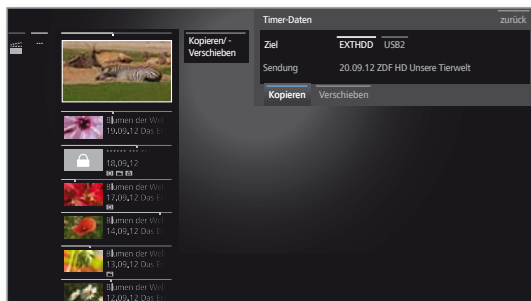 Timer-Daten
zurück
Kopieren/ -
Verschieben
Ziel
EXTHDD
USB2
Sendung
20.09.12 ZDF HD Unsere Tierwelt
Kopieren
Verschieben
...
Blumen der Wel
19.09.12 Das E
18.09.12
Blumen der Wel
17.09.12 Das E
Blumen der Wel
14.09.12 Das E
Blumen der Wel
13.09.12 Das E
Blumen der Wel
12.09.12 Das E